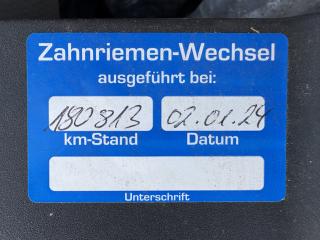 Zahnriemen-Wechsel
ausgeführt bei:
180813 02.01.24
km-Stand Datum
Unterschrift